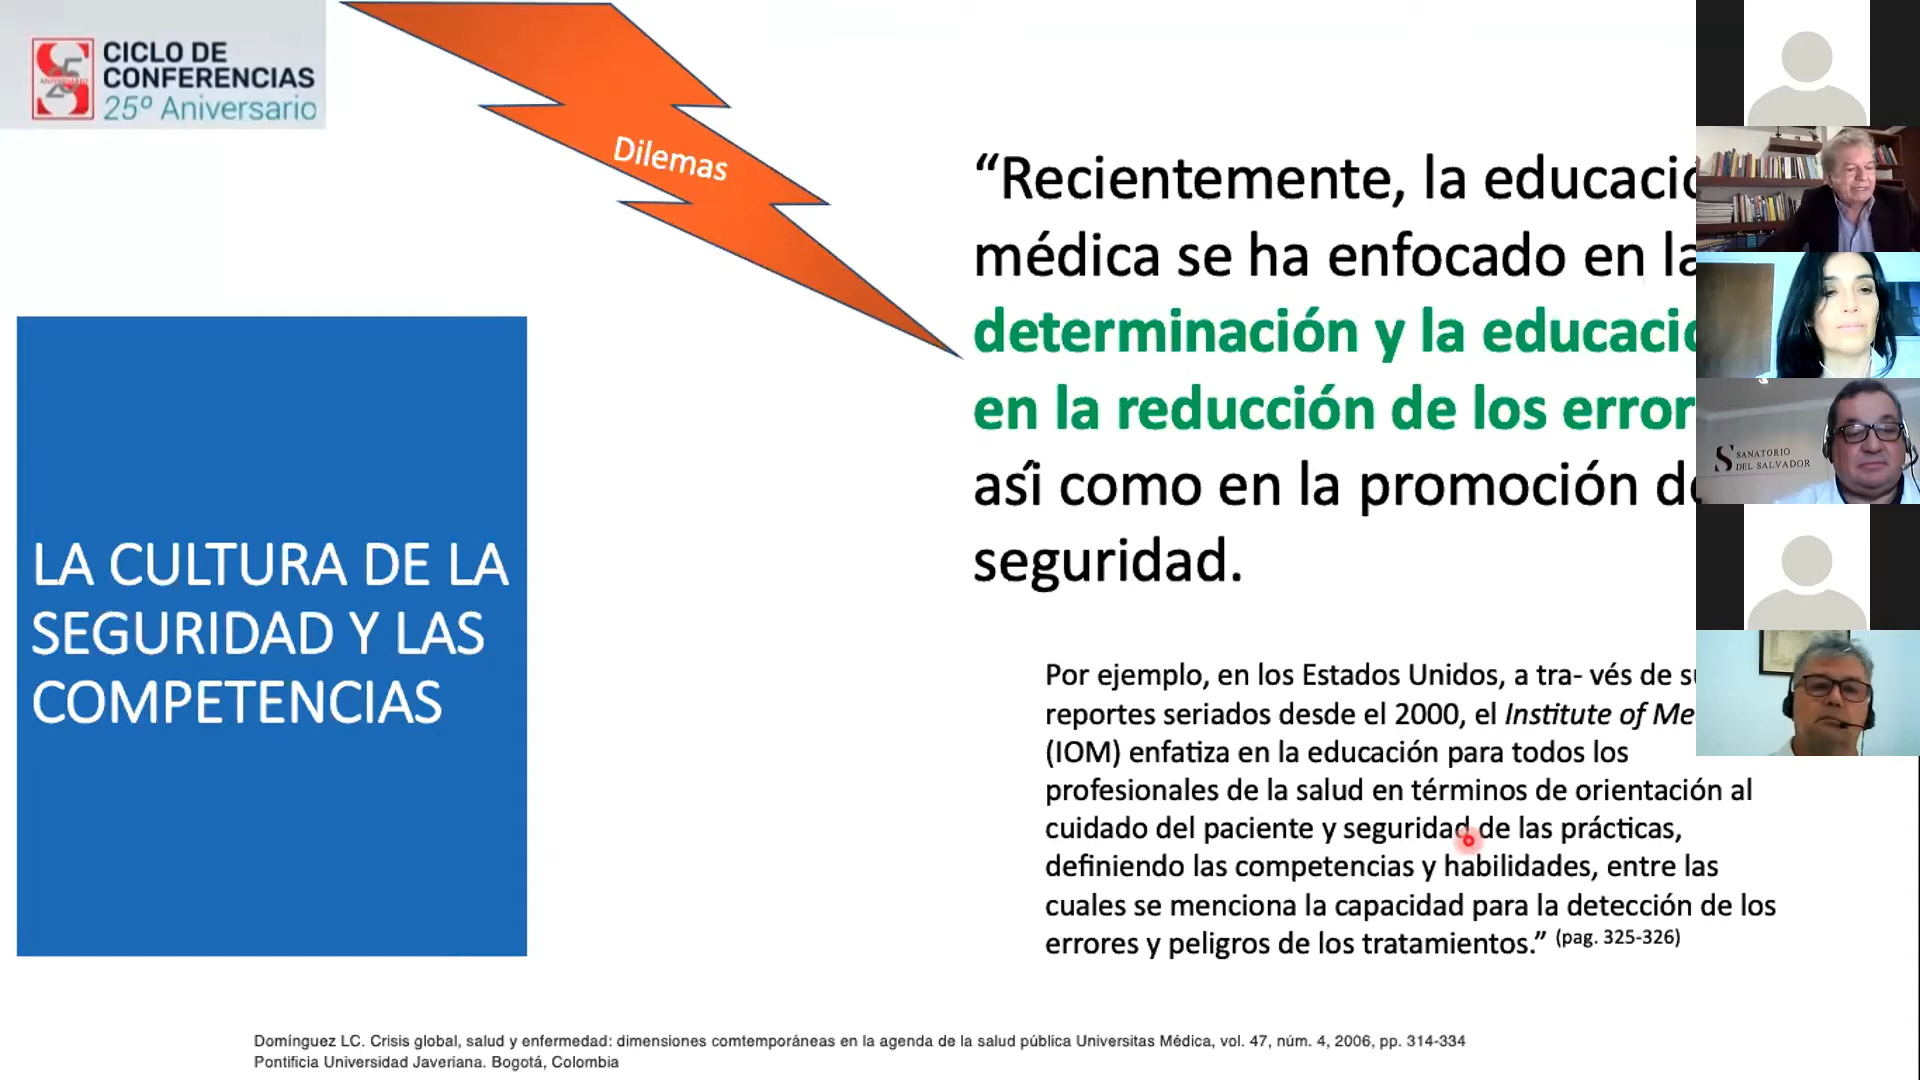 CICLO DE
CONFERENCIAS
25º Aniversario
Dilemas
LA CULTURA DE LA
SEGURIDAD Y LAS
COMPETENCIAS
“Recientemente, la educació
médica se ha enfocado en la
determinación y la educació
en la reducción de los error
así como en la promoción de
seguridad.
Por ejemplo, en los Estados Unidos, a tra- vés de su
reportes seriados desde el 2000, el Institute of Me
(IOM) enfatiza en la educación para todos los
profesionales de la salud en términos de orientación al
cuidado del paciente y seguridad de las prácticas,
definiendo las competencias y habilidades, entre las
cuales se menciona la capacidad para la detección de los
errores y peligros de los tratamientos.” (pag. 325-326)
Domínguez LC. Crisis global, salud y enfermedad: dimensiones comtemporáneas en la agenda de la salud pública Universitas Médica, vol. 47, núm. 4, 2006, pp. 314-334
Pontificia Universidad Javeriana. Bogotá, Colombia
SANATORIO
DEL SALVADOR